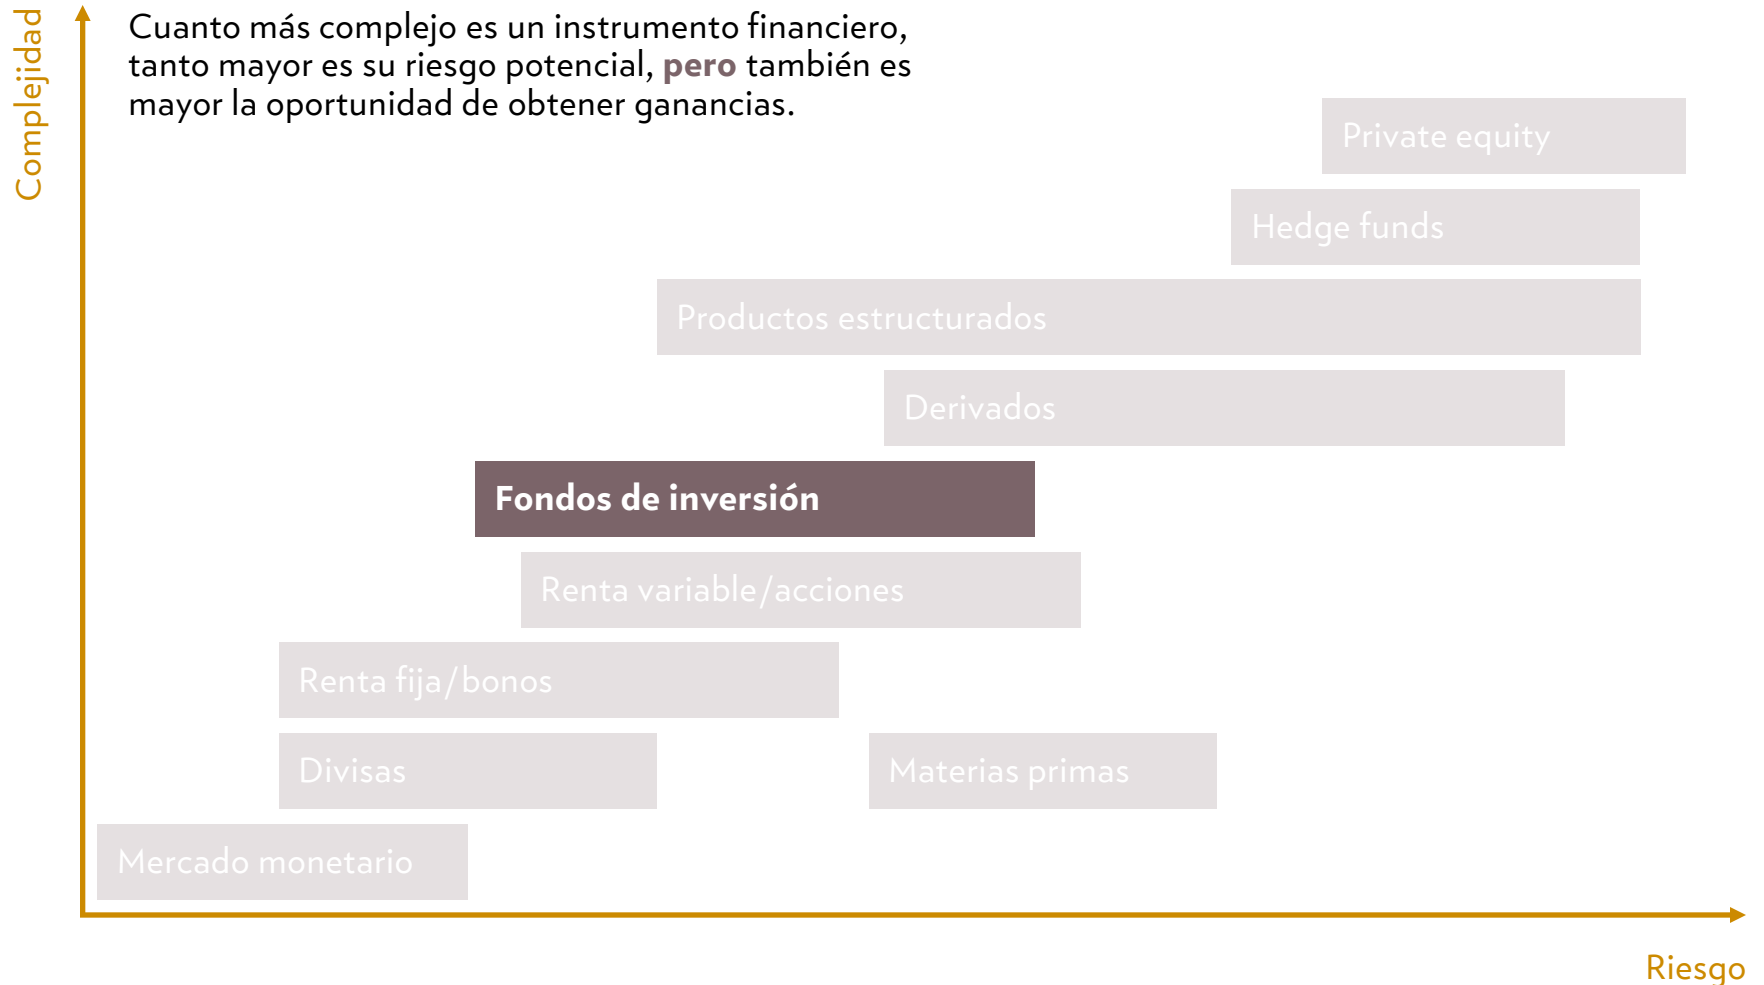 Complejidad
Cuanto más complejo es un instrumento financiero,
tanto mayor es su riesgo potencial, pero también es
mayor la oportunidad de obtener ganancias.
Private equity
Hedge funds
Productos estructurados
Derivados
Fondos de inversión
Renta variable/acciones
Renta fija/bonos
Divisas
Materias primas
Mercado monetario
Riesgo